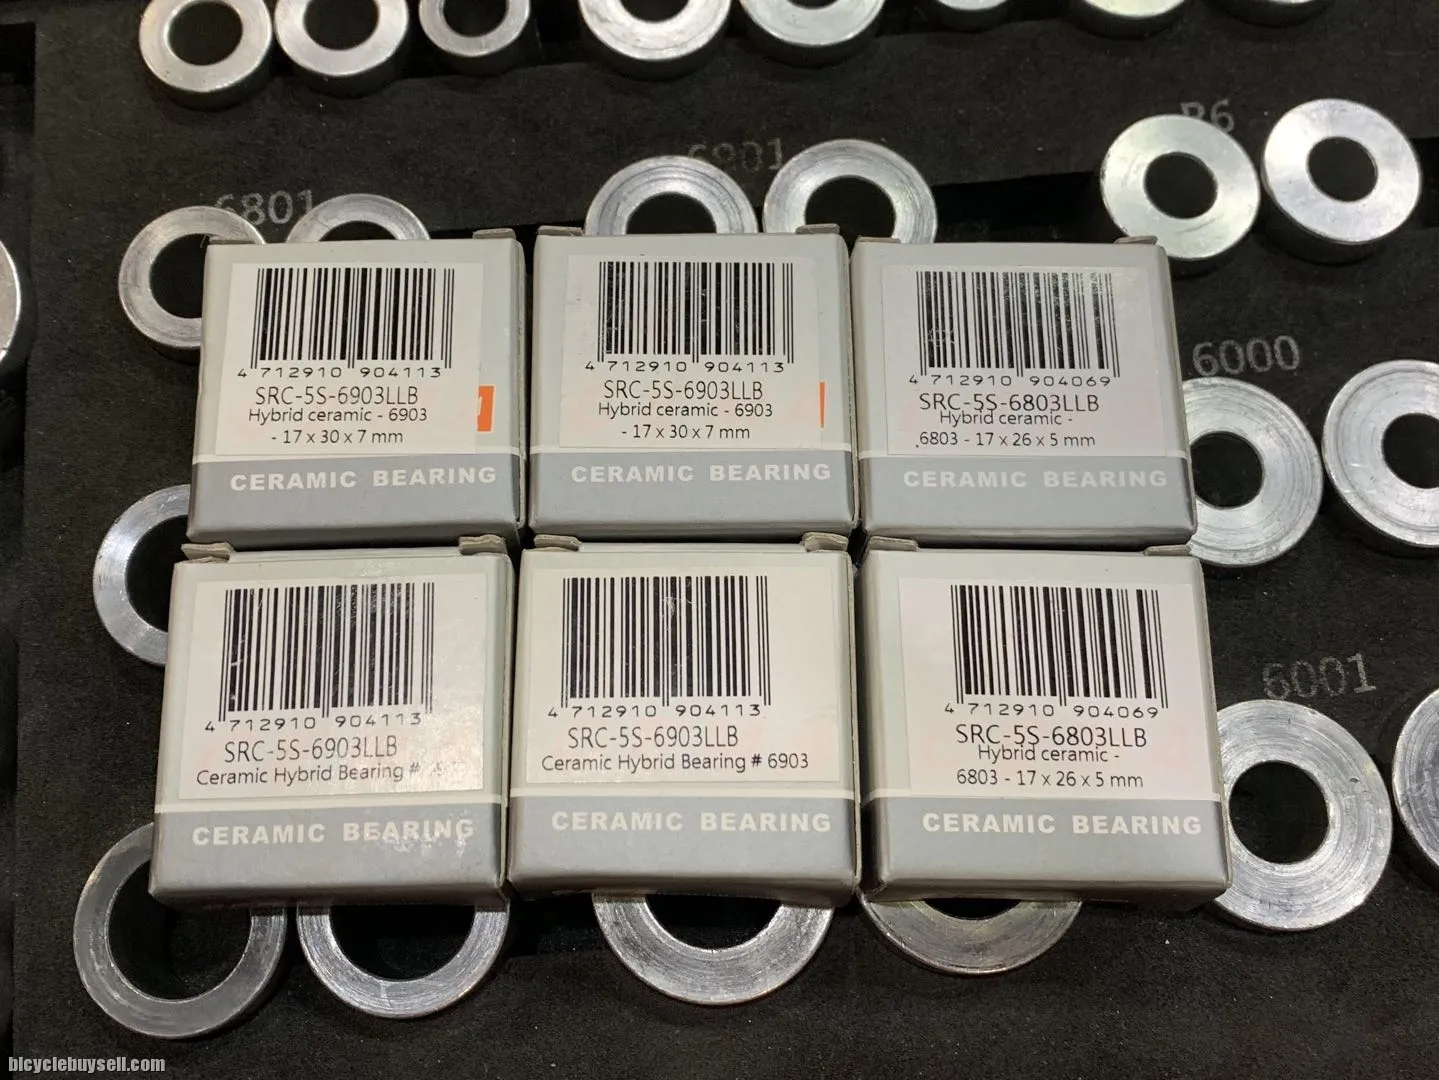 R6
6901
6801
6000
4 712910 904113
SRC-5S-6903LLB
Hybrid ceramic - 6903
- 17 x 30 x 7 mm
CERAMIC BEARING
4 712910 904113
SRC-5S-6903LLB
Hybrid ceramic - 6903
- 17 x 30 x 7 mm
CERAMIC BEARING
4 712910 904069
SRC-5S-6803LLB
Hybrid ceramic -
6803 - 17 x 26 x 5 mm
CERAMIC BEARING
6001
4 712910 904113
SRC-5S-6903LLB
Ceramic Hybrid Bearing #
CERAMIC BEARING
4 712910 904113
SRC-5S-6903LLB
Ceramic Hybrid Bearing # 6903
CERAMIC BEARING
4 712910 904069
SRC-5S-6803LLB
Hybrid ceramic -
6803 - 17 x 26 x 5 mm
CERAMIC BEARING
bicyclebuysell.com